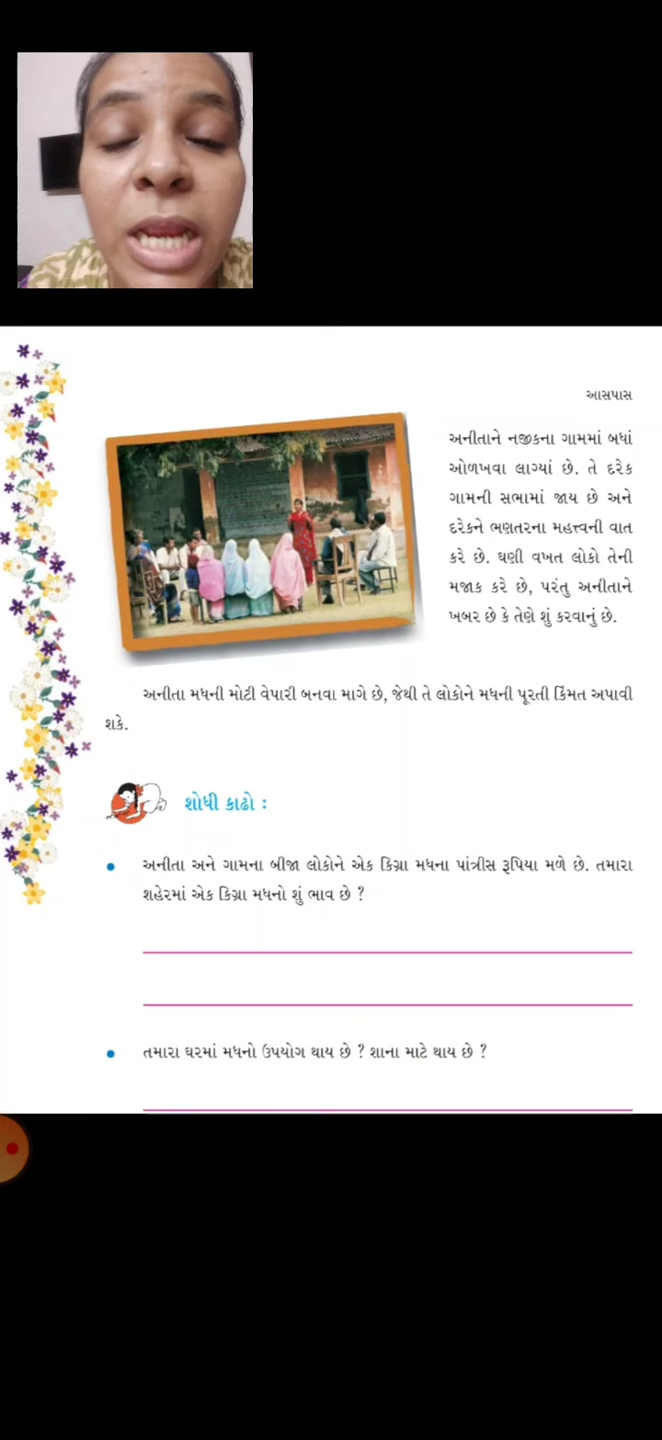 આસપાસ
અનીતાને નજીકના ગામમાં બધાં
ઓળખવા લાગ્યાં છે. તે દરેક
ગામની સભામાં જાય છે અને
દરેકને ભણતરના મહત્ત્વની વાત
કરે છે. ઘણી વખત લોકો તેની
મજાક કરે છે, પરંતુ અનીતાને
ખબર છે કે તેણે શું કરવાનું છે.
અનીતા મધની મોટી વેપારી બનવા માગે છે, જેથી તે લોકોને મધની પૂરતી કિંમત અપાવી
શકે.
શોધી કાઢો :
• અનીતા અને ગામના બીજા લોકોને એક કિગ્રા મધના પાંત્રીસ રૂપિયા મળે છે. તમારા
શહેરમાં એક કિગ્રા મધનો શું ભાવ છે ?
• તમારા ઘરમાં મધનો ઉપયોગ થાય છે ? શાના માટે થાય છે ?